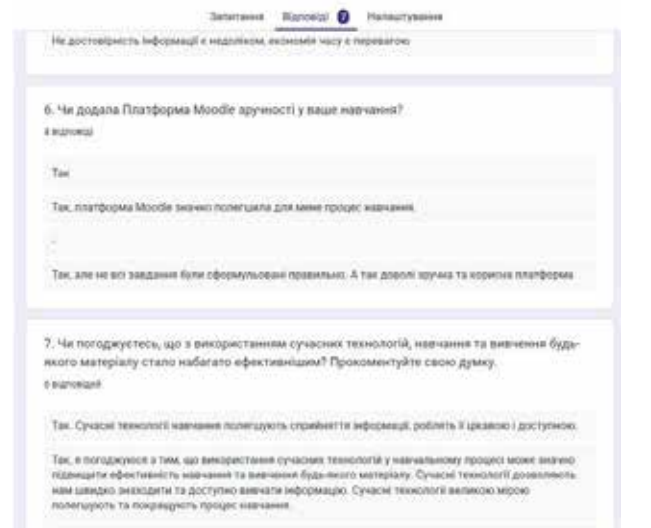 Запитання Відповіді 7 Налаштування
Не достовірність інформації є недоліком, економія часу є перевагою
6. Чи додала Платформа Moodle зручності у ваше навчання?
4 відповіді
Так
Так, платформа Moodle значно полегшила для мене процес навчання.
-
Так, але не всі завдання були сформульовані правильно. А так доволі зручна та корисна платформа
7. Чи погоджуєтесь, що з використанням сучасних технологій, навчання та вивчення будь-
якого матеріалу стало набагато ефективнішим? Прокоментуйте свою думку.
6 відповідей
Так. Сучасні технології навчання полегшують сприйняття інформації, роблять її цікавою і доступною.
Так, я погоджуюся з тим, що використання сучасних технологій у навчальному процесі може значно
підвищити ефективність навчання та вивчення будь-якого матеріалу. Сучасні технології дозволяють
нам швидко знаходити та доступно вивчати інформацію. Сучасні технології великою мірою
полегшують та покращують процес навчання.